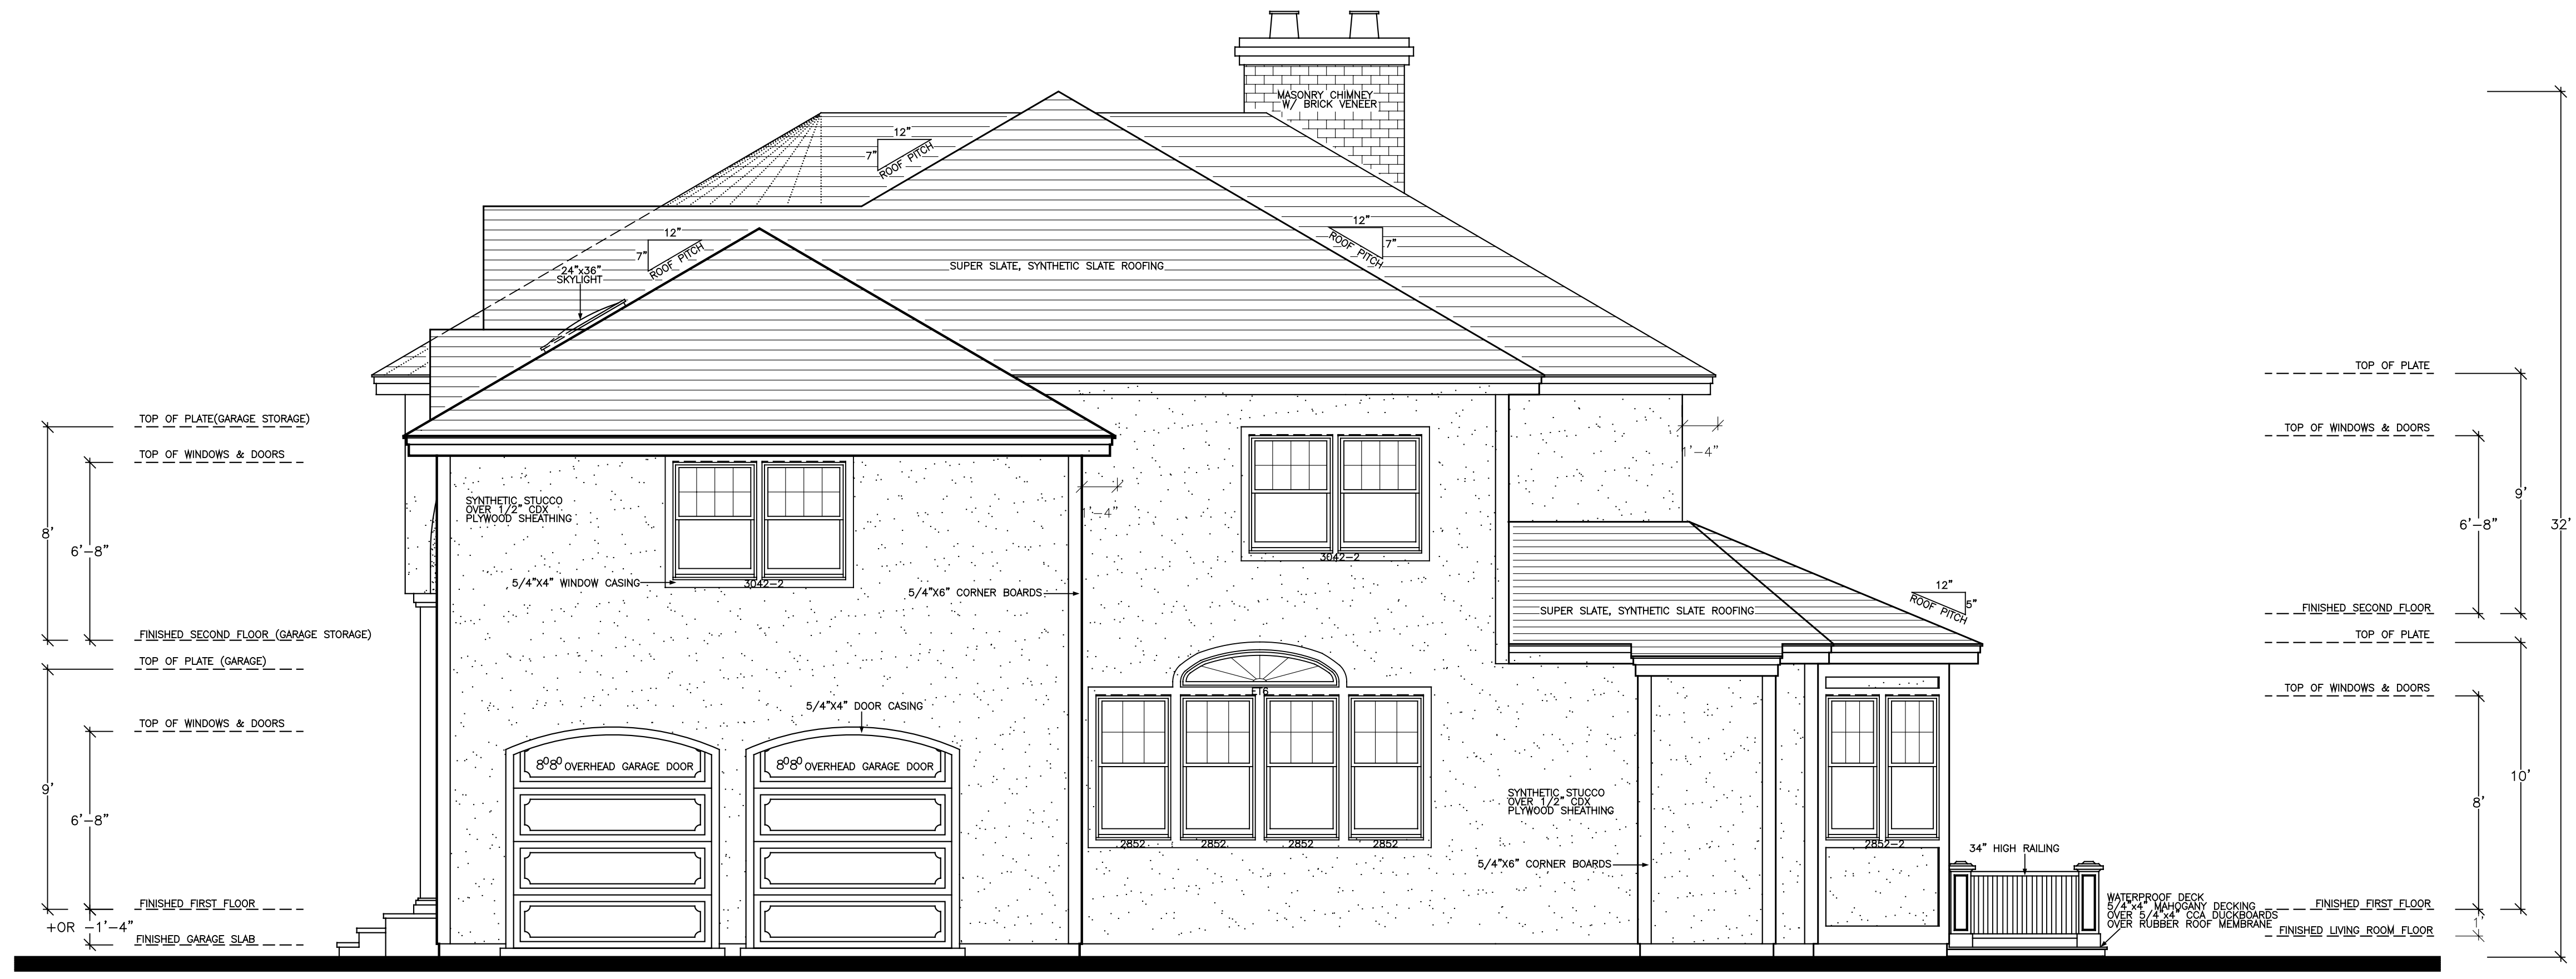 MASONRY CHIMNEY
W/ BRICK VENEER
12"
7"
ROOF PITCH
12"
7"
ROOF PITCH
12"
7"
ROOF PITCH
24"x36"
SKYLIGHT
SUPER SLATE, SYNTHETIC SLATE ROOFING
TOP OF PLATE(GARAGE STORAGE)
TOP OF WINDOWS & DOORS
8'
6'-8"
FINISHED SECOND FLOOR (GARAGE STORAGE)
TOP OF PLATE (GARAGE)
TOP OF WINDOWS & DOORS
9'
6'-8"
FINISHED FIRST FLOOR
+OR -1'-4"
FINISHED GARAGE SLAB
SYNTHETIC STUCCO
OVER 1/2" CDX
PLYWOOD SHEATHING
5/4"X4" WINDOW CASING
3042-2
1'-4"
5/4"X6" CORNER BOARDS
3042-2
1'-4"
5/4"X4" DOOR CASING
8⁰8⁰ OVERHEAD GARAGE DOOR
8⁰8⁰ OVERHEAD GARAGE DOOR
ET6
2852
2852
2852
2852
SUPER SLATE, SYNTHETIC SLATE ROOFING
12"
5"
ROOF PITCH
SYNTHETIC STUCCO
OVER 1/2" CDX
PLYWOOD SHEATHING
5/4"X6" CORNER BOARDS
2852-2
34" HIGH RAILING
WATERPROOF DECK
5/4"x4" MAHOGANY DECKING
OVER 5/4"x4" CCA DUCKBOARDS
OVER RUBBER ROOF MEMBRANE
TOP OF PLATE
TOP OF WINDOWS & DOORS
9'
6'-8"
32'
FINISHED SECOND FLOOR
TOP OF PLATE
TOP OF WINDOWS & DOORS
10'
8'
FINISHED FIRST FLOOR
1'
FINISHED LIVING ROOM FLOOR